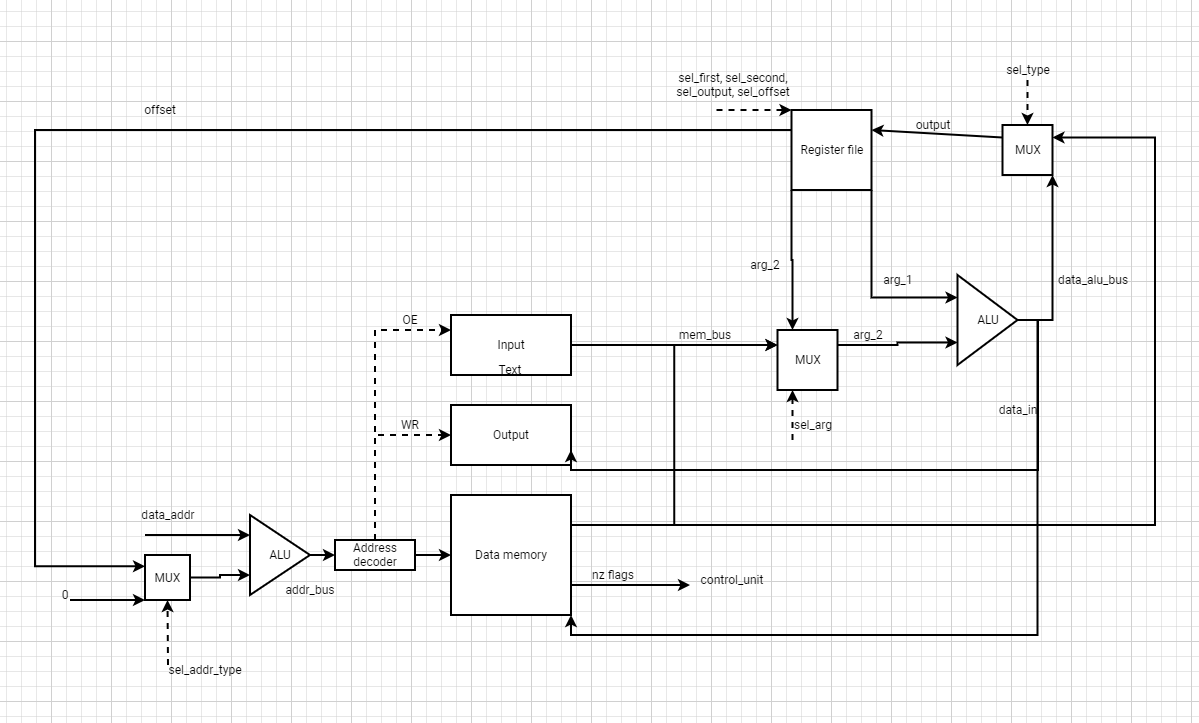 sel_type
sel_first, sel_second,
sel_output, sel_offset
offset
output
Register file
MUX
arg_2
arg_1
data_alu_bus
OE
ALU
mem_bus
arg_2
Input
MUX
Text
data_in
WR
sel_arg
Output
data_addr
Address
decoder
ALU
Data memory
MUX
nz flags
control_unit
addr_bus
0
sel_addr_type